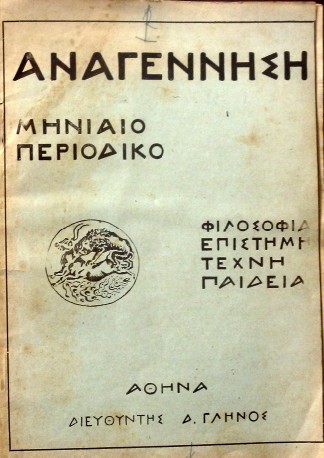 ΑΝΑΓΕΝΝΗΣΗ
ΜΗΝΙΑΙΟ
ΠΕΡΙΟΔΙΚΟ
ΦΙΛΟΣΟΦΙΑ
ΕΠΙΣΤΗΜΗ
ΤΕΧΝΗ
ΠΑΙΔΕΙΑ
ΑΘΗΝΑ
ΔΙΕΥΘΥΝΤΗΣ Δ. ΓΛΗΝΟΣ